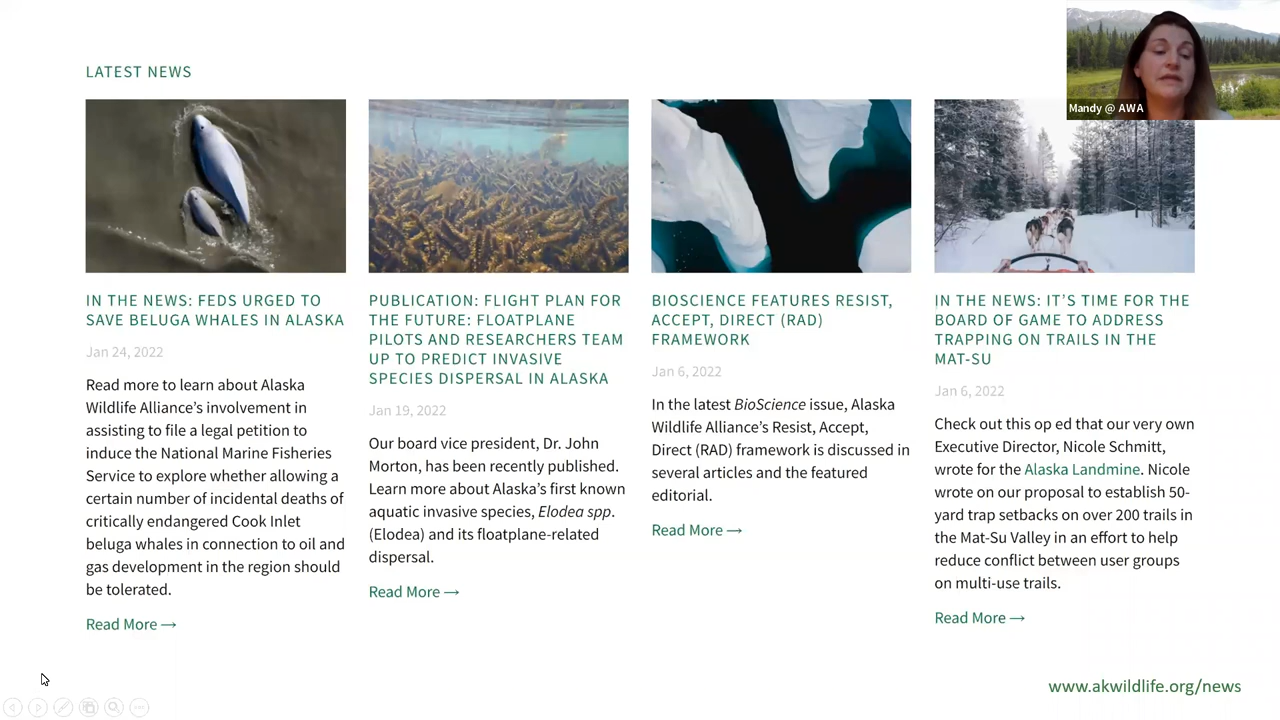 Mandy @ AWA
LATEST NEWS
IN THE NEWS: FEDS URGED TO
SAVE BELUGA WHALES IN ALASKA
Jan 24, 2022
Read more to learn about Alaska
Wildlife Alliance’s involvement in
assisting to file a legal petition to
induce the National Marine Fisheries
Service to explore whether allowing a
certain number of incidental deaths of
critically endangered Cook Inlet
beluga whales in connection to oil and
gas development in the region should
be tolerated.
Read More →
PUBLICATION: FLIGHT PLAN FOR
THE FUTURE: FLOATPLANE
PILOTS AND RESEARCHERS TEAM
UP TO PREDICT INVASIVE
SPECIES DISPERSAL IN ALASKA
Jan 19, 2022
Our board vice president, Dr. John
Morton, has been recently published.
Learn more about Alaska’s first known
aquatic invasive species, Elodea spp.
(Elodea) and its floatplane-related
dispersal.
Read More →
BIOSCIENCE FEATURES RESIST,
ACCEPT, DIRECT (RAD)
FRAMEWORK
Jan 6, 2022
In the latest BioScience issue, Alaska
Wildlife Alliance’s Resist, Accept,
Direct (RAD) framework is discussed in
several articles and the featured
editorial.
Read More →
IN THE NEWS: IT’S TIME FOR THE
BOARD OF GAME TO ADDRESS
TRAPPING ON TRAILS IN THE
MAT-SU
Jan 6, 2022
Check out this op ed that our very own
Executive Director, Nicole Schmitt,
wrote for the Alaska Landmine. Nicole
wrote on our proposal to establish 50-
yard trap setbacks on over 200 trails in
the Mat-Su Valley in an effort to help
reduce conflict between user groups
on multi-use trails.
Read More →
www.akwildlife.org/news